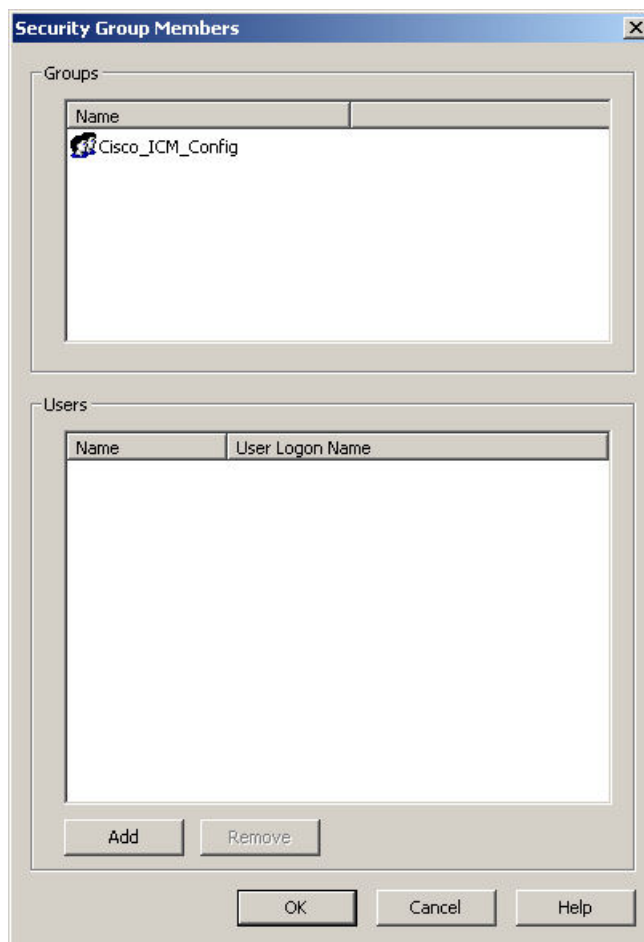 Security Group Members
Groups
Name
Cisco_ICM_Config
Users
Name User Logon Name
Add Remove
OK Cancel Help